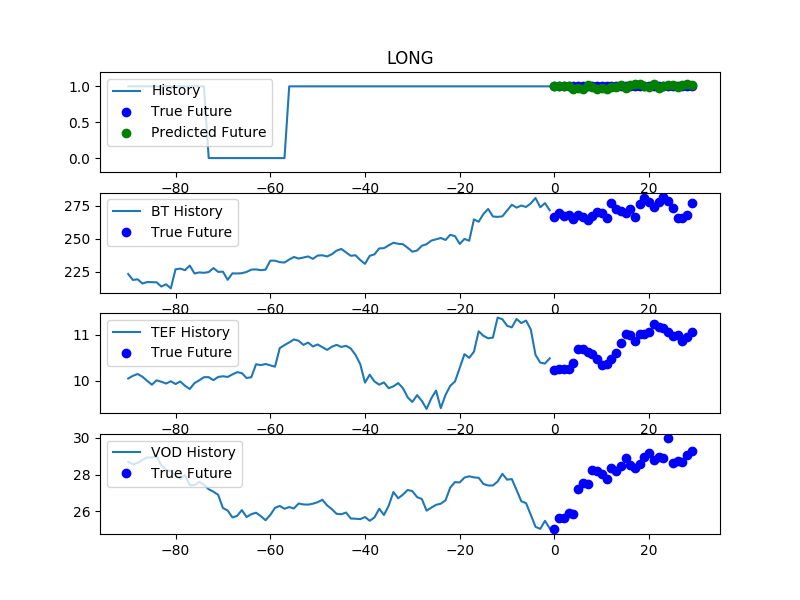 LONG
1.0
0.5
0.0
History
True Future
Predicted Future
−80 −60 −40 −20 0 20
275
250
225
BT History
True Future
−80 −60 −40 −20 0 20
11
10
TEF History
True Future
−80 −60 −40 −20 0 20
30
28
26
VOD History
True Future
−80 −60 −40 −20 0 20